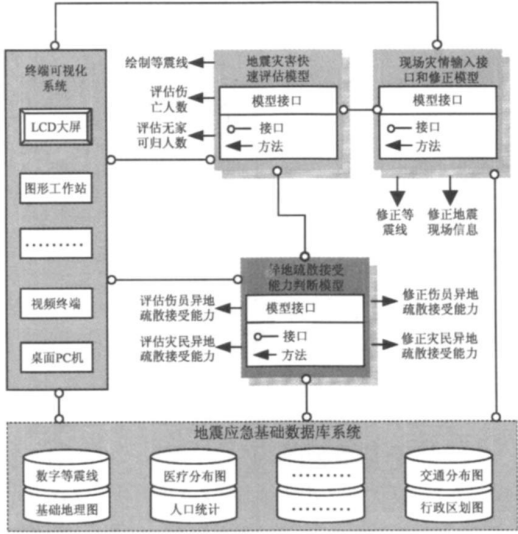 终端可视化
系统
LCD大屏
图形工作站
.........
视频终端
桌面PC机
绘制等震线
评估伤
亡人数
评估无家
可归人数
地震灾害快
速评估模型
模型接口
接口
方法
现场灾情输入接
口和修正模型
模型接口
接口
方法
修正等
震线
修正地震
现场信息
异地疏散接受
能力判断模型
模型接口
接口
方法
评估伤员异地
疏散接受能力
评估灾民异地
疏散接受能力
修正伤员异地
疏散接受能力
修正灾民异地
疏散接受能力
地震应急基础数据库系统
数字等震线
基础地理图
医疗分布图
人口统计
.........
.........
交通分布图
行政区划图